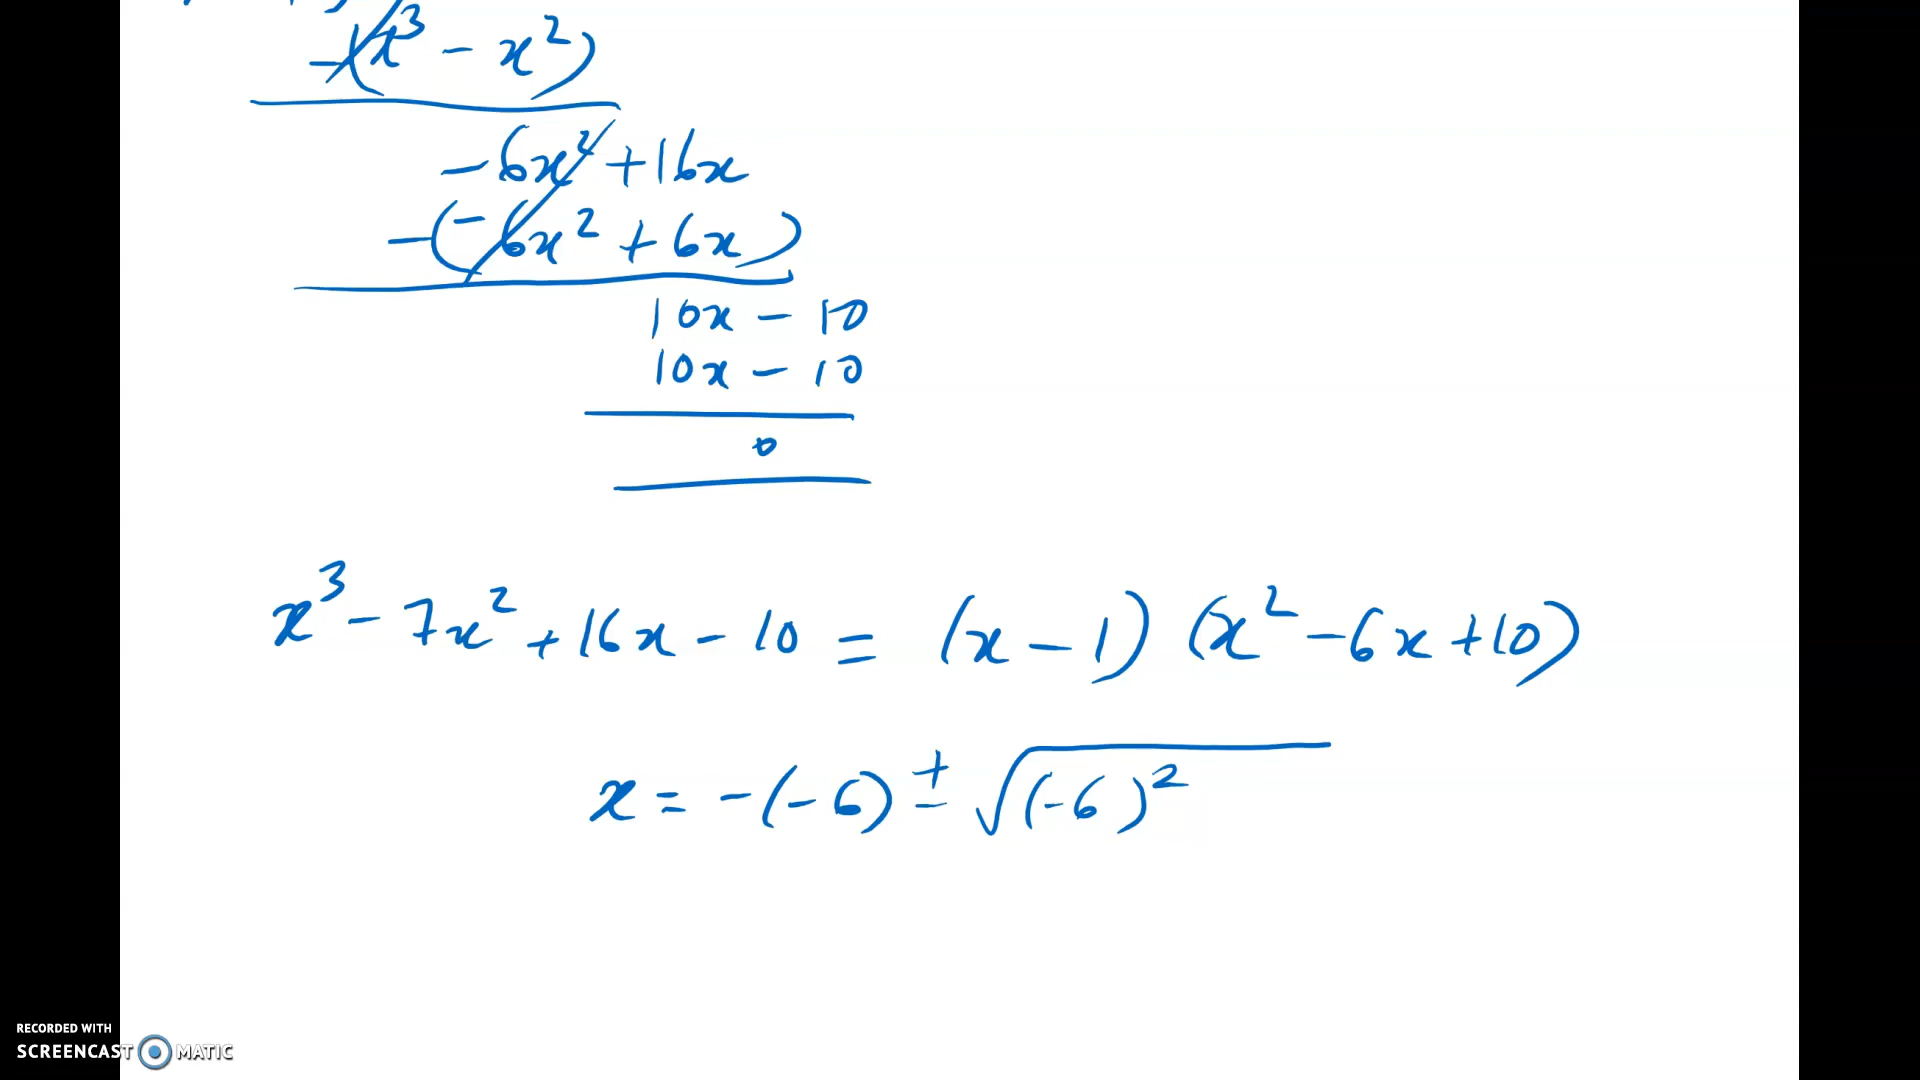 -(x³ - x²)
-6x² + 16x
-(-6x² + 6x)
10x - 10
10x - 10
0
x³ - 7x² + 16x - 10 = (x - 1) (x² - 6x + 10)
x = -(-6) ± √(-6)²
RECORDED WITH
SCREENCAST MATIC